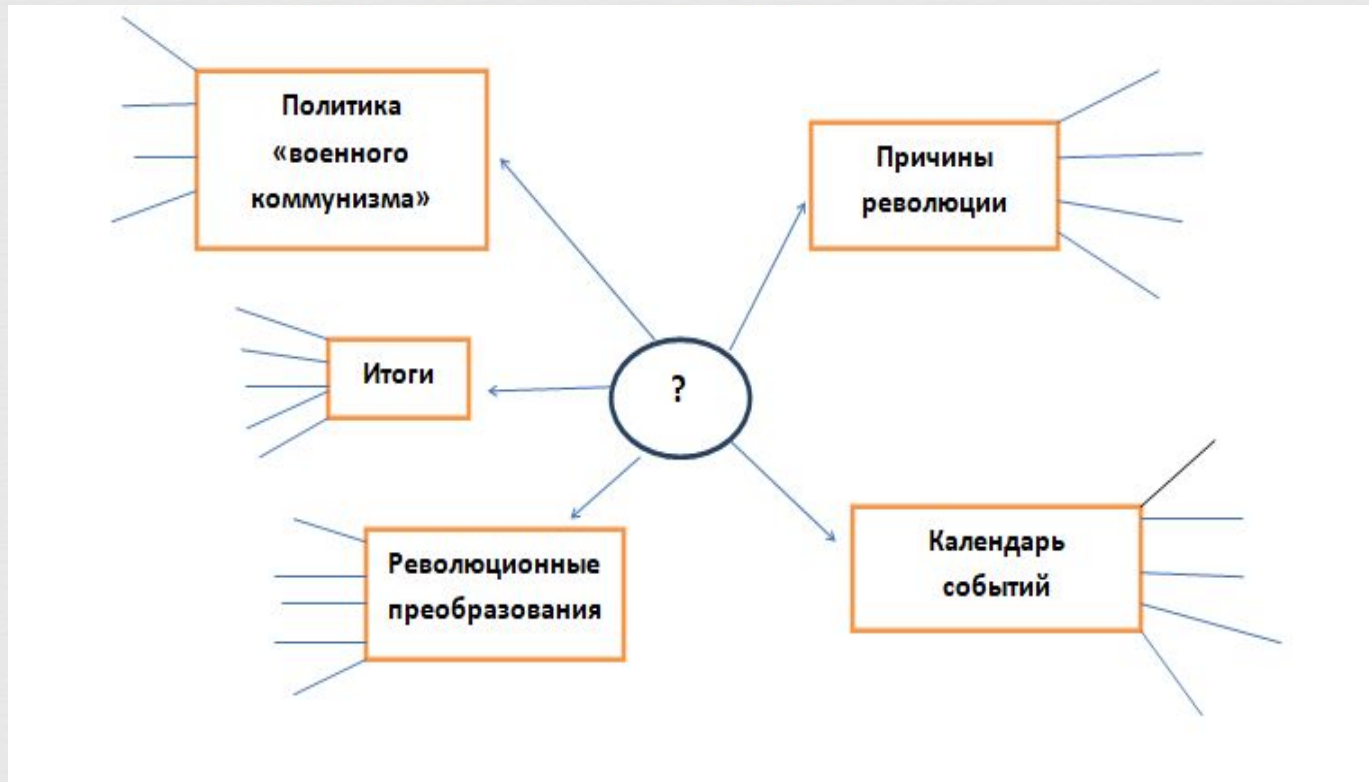 Политика
«военного
коммунизма»
Причины
революции
Итоги
?
Революционные
преобразования
Календарь
событий